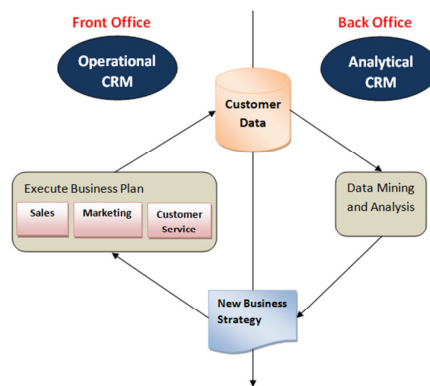 Front Office
Back Office
Operational
CRM
Analytical
CRM
Customer
Data
Execute Business Plan
Sales
Marketing
Customer
Service
Data Mining
and Analysis
New Business
Strategy